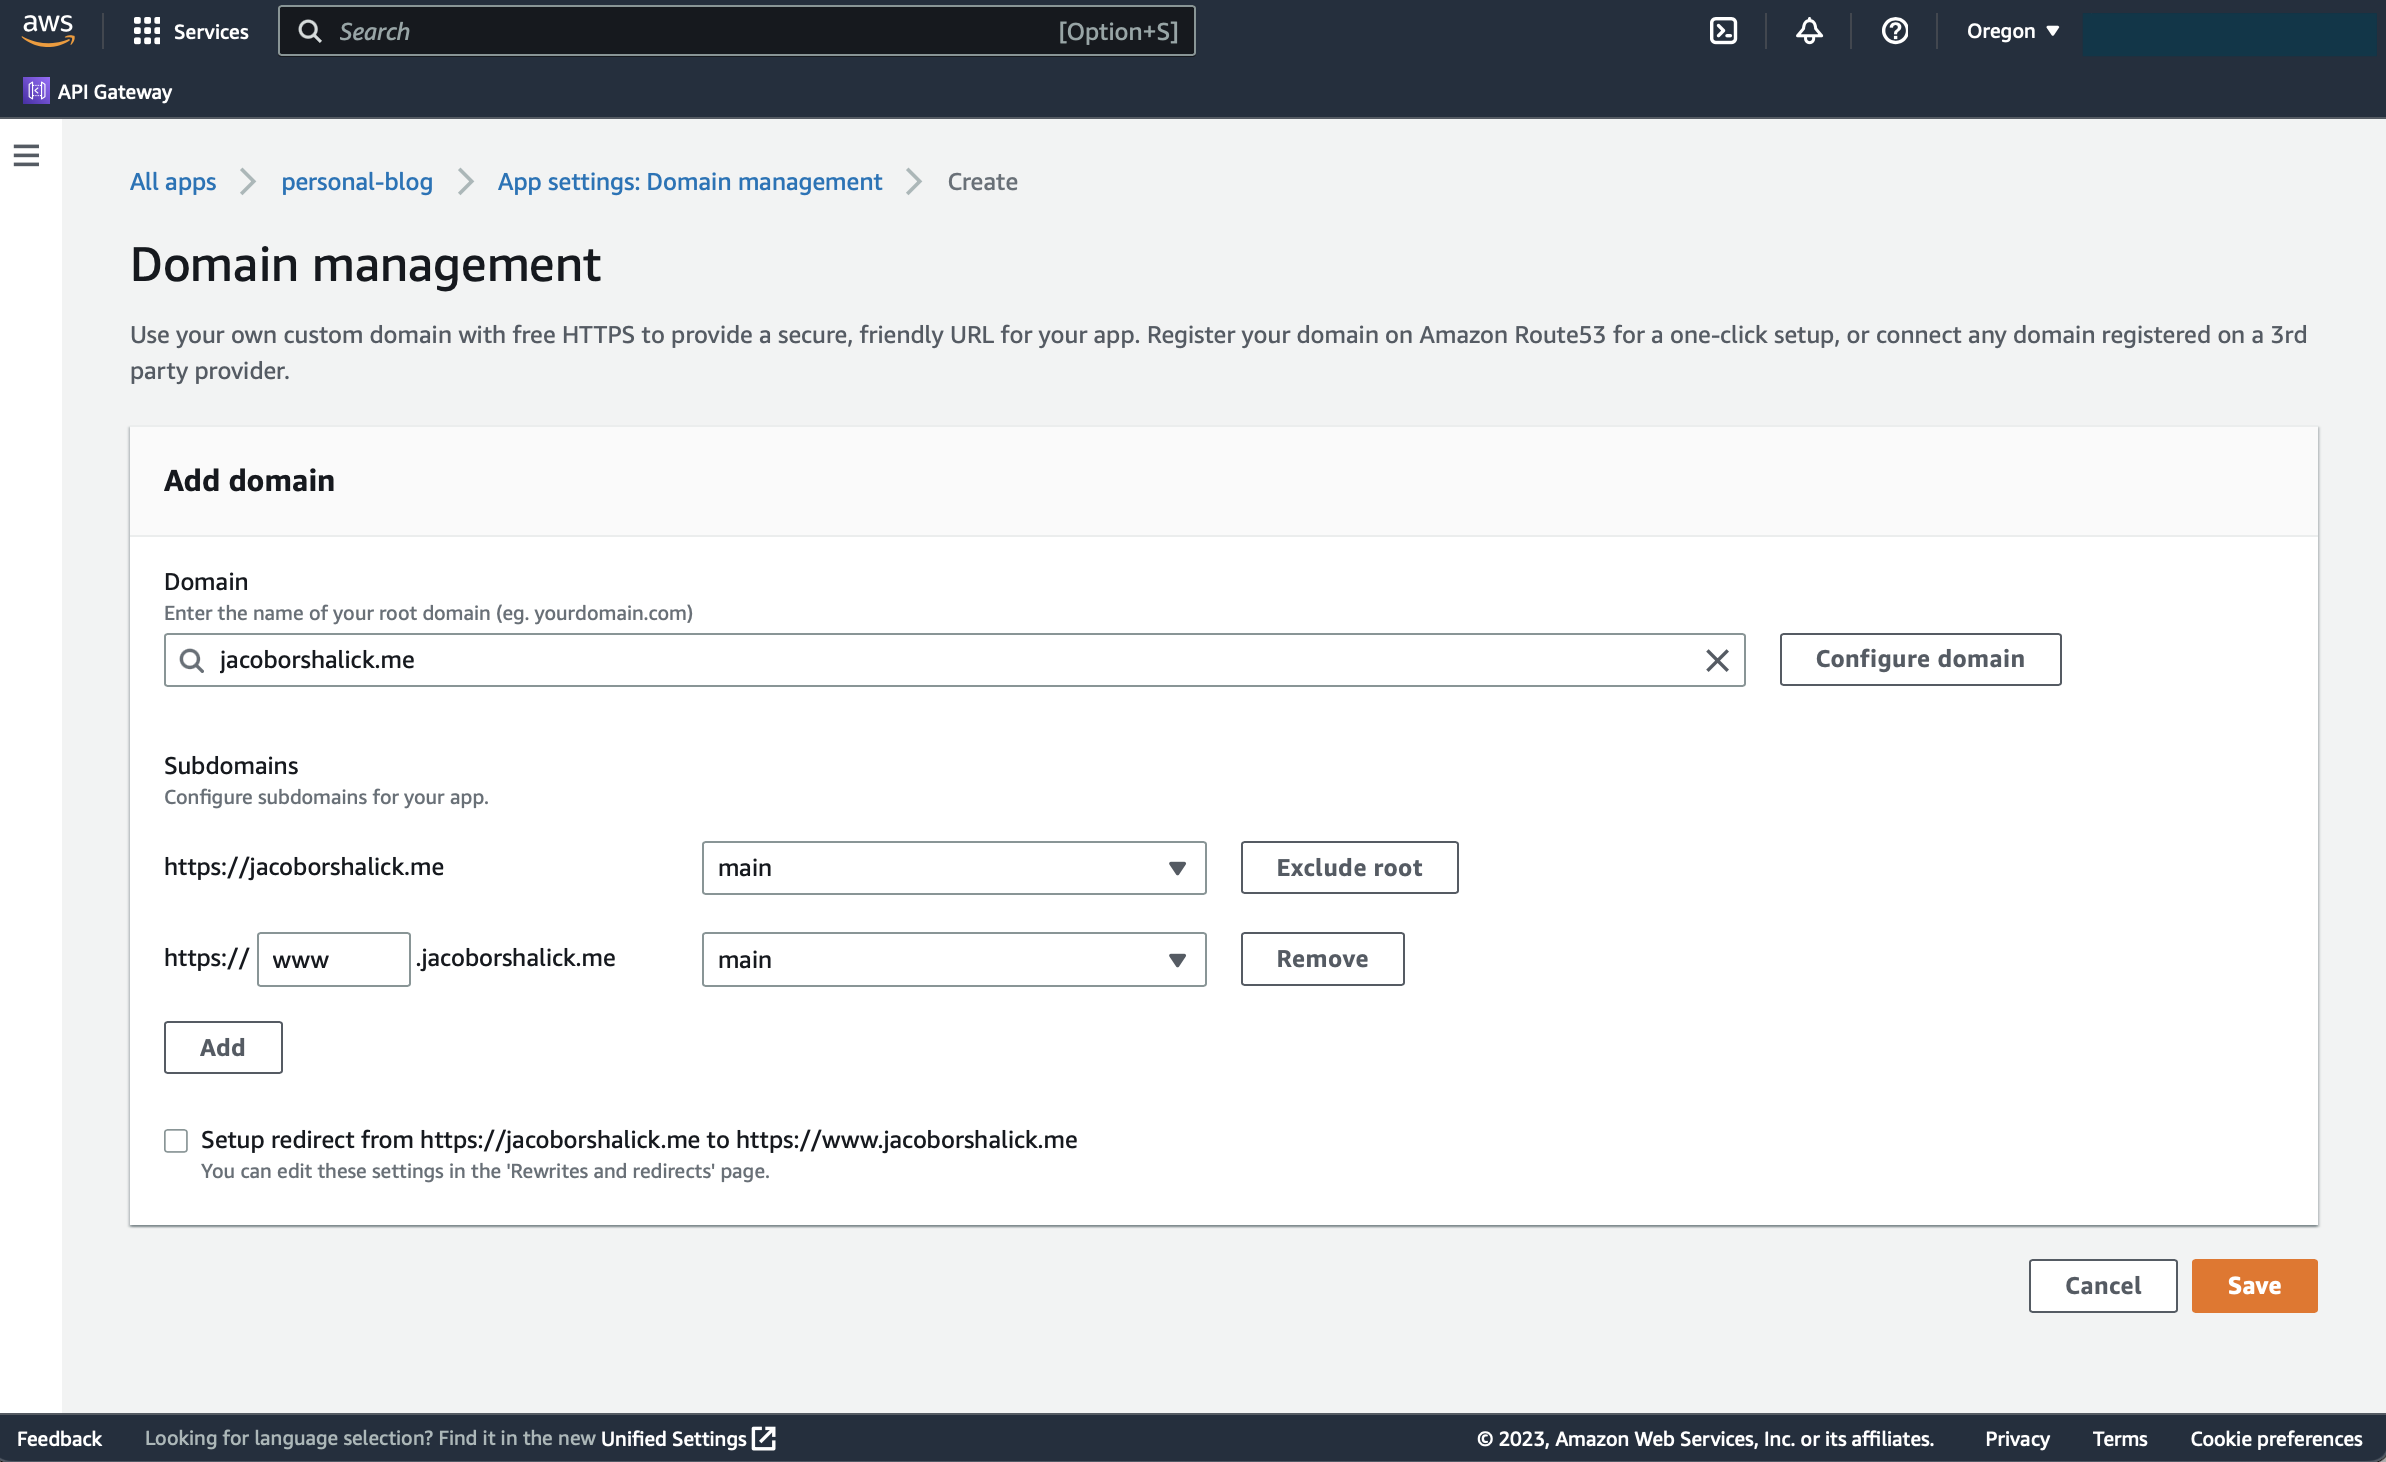 aws
Services
Search
[Option+S]
Oregon
API Gateway
All apps
personal-blog
App settings: Domain management
Create
Domain management
Use your own custom domain with free HTTPS to provide a secure, friendly URL for your app. Register your domain on Amazon Route53 for a one-click setup, or connect any domain registered on a 3rd
party provider.
Add domain
Domain
Enter the name of your root domain (eg. yourdomain.com)
jacoborshalick.me
Configure domain
Subdomains
Configure subdomains for your app.
https://jacoborshalick.me
main
Exclude root
https://
www
.jacoborshalick.me
main
Remove
Add
Setup redirect from https://jacoborshalick.me to https://www.jacoborshalick.me
You can edit these settings in the 'Rewrites and redirects' page.
Cancel
Save
Feedback
Looking for language selection? Find it in the new Unified Settings
© 2023, Amazon Web Services, Inc. or its affiliates.
Privacy
Terms
Cookie preferences